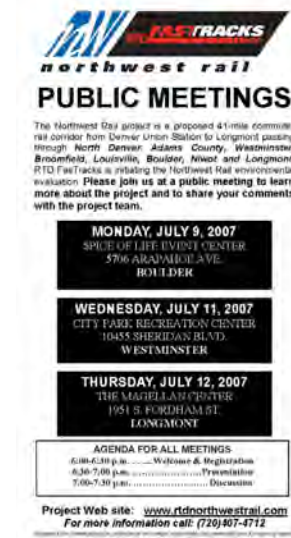 NW FASTRACKS
northwest rail
PUBLIC MEETINGS
The Northwest Rail project is a proposed 41-mile commuter
rail corridor from Denver Union Station to Longmont passing
through North Denver, Adams County, Westminster,
Broomfield, Louisville, Boulder, Niwot and Longmont.
RTD FasTracks is initiating the Northwest Rail environmental
evaluation. Please join us at a public meeting to learn
more about the project and to share your comments
with the project team.
MONDAY, JULY 9, 2007
SPICE OF LIFE EVENT CENTER
5706 ARAPAHOE AVE.
BOULDER
WEDNESDAY, JULY 11, 2007
CITY PARK RECREATION CENTER
10455 SHERIDAN BLVD.
WESTMINSTER
THURSDAY, JULY 12, 2007
THE MAGELLAN CENTER
1951 S. FORDHAM ST.
LONGMONT
AGENDA FOR ALL MEETINGS
6:00-6:30 p.m. ........Welcome & Registration
6:30-7:00 p.m. ........Presentation
7:00-7:30 p.m. ........Discussion
Project Web site: www.rtdnorthwestrail.com
For more information call: (720)407-4712